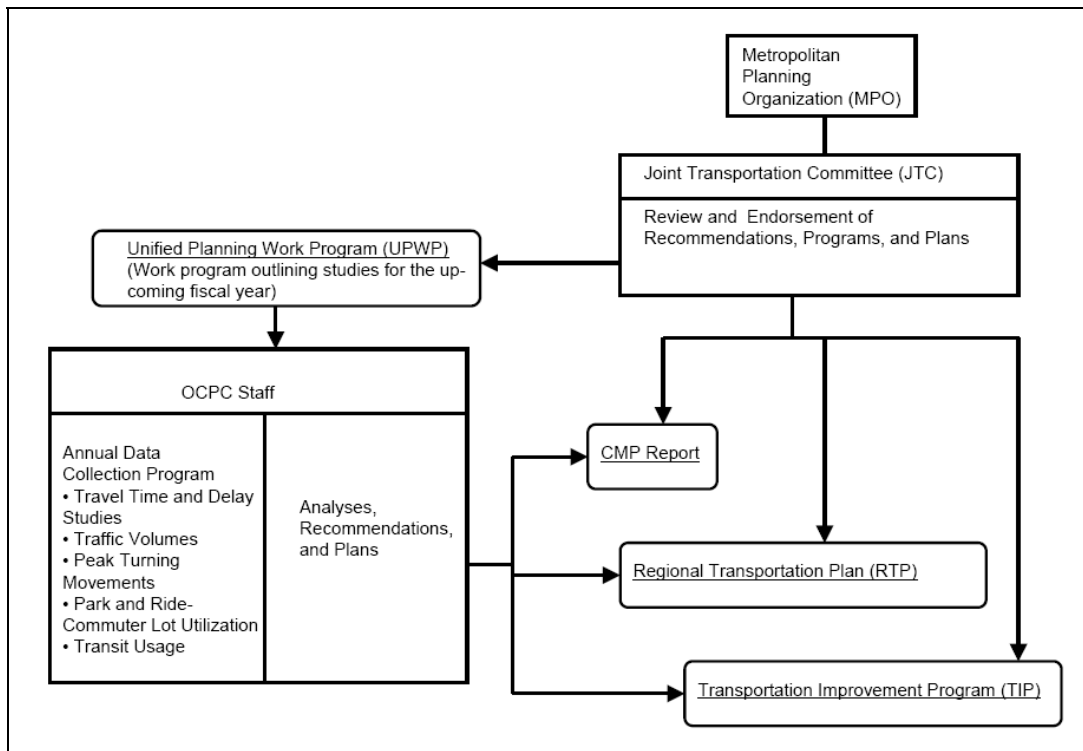 Metropolitan
Planning
Organization (MPO)
Joint Transportation Committee (JTC)
Review and Endorsement of
Recommendations, Programs, and Plans
Unified Planning Work Program (UPWP)
(Work program outlining studies for the up-
coming fiscal year)
OCPC Staff
Annual Data
Collection Program
• Travel Time and Delay
Studies
• Traffic Volumes
• Peak Turning
Movements
• Park and Ride-
Commuter Lot Utilization
• Transit Usage
Analyses,
Recommendations,
and Plans
CMP Report
Regional Transportation Plan (RTP)
Transportation Improvement Program (TIP)